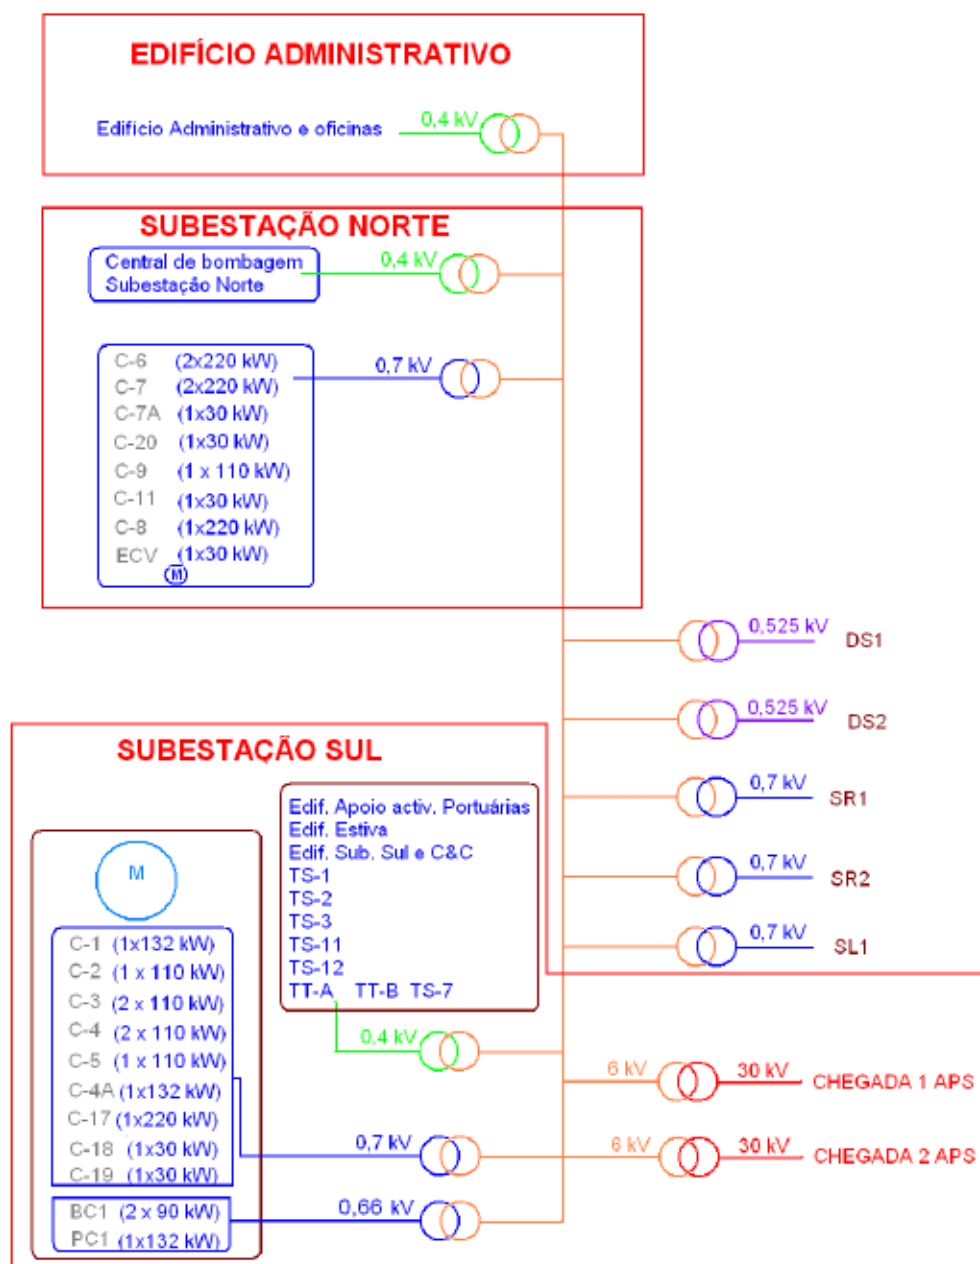 EDIFÍCIO ADMINISTRATIVO
Edifício Administrativo e oficinas
0,4 kV
SUBESTAÇÃO NORTE
Central de bombagem
Subestação Norte
0,4 kV
C-6 (2x220 kW)
0,7 kV
C-7 (2x220 kW)
C-7A (1x30 kW)
C-20 (1x30 kW)
C-9 (1 x 110 kW)
C-11 (1x30 kW)
C-8 (1x220 kW)
ECV (1x30 kW)
M
0,525 kV DS1
0,525 kV DS2
0,7 kV SR1
0,7 kV SR2
0,7 kV SL1
SUBESTAÇÃO SUL
Edif. Apoio activ. Portuárias
Edif. Estiva
Edif. Sub. Sul e C&C
TS-1
TS-2
TS-3
TS-11
TS-12
TT-A TT-B TS-7
0,4 kV
M
C-1 (1x132 kW)
C-2 (1 x 110 kW)
C-3 (2 x 110 kW)
C-4 (2 x 110 kW)
C-5 (1 x 110 kW)
C-4A (1x132 kW)
C-17 (1x220 kW)
C-18 (1x30 kW)
C-19 (1x30 kW)
0,7 kV
BC1 (2 x 90 kW)
PC1 (1x132 kW)
0,66 kV
6 kV 30 kV CHEGADA 1 APS
6 kV 30 kV CHEGADA 2 APS